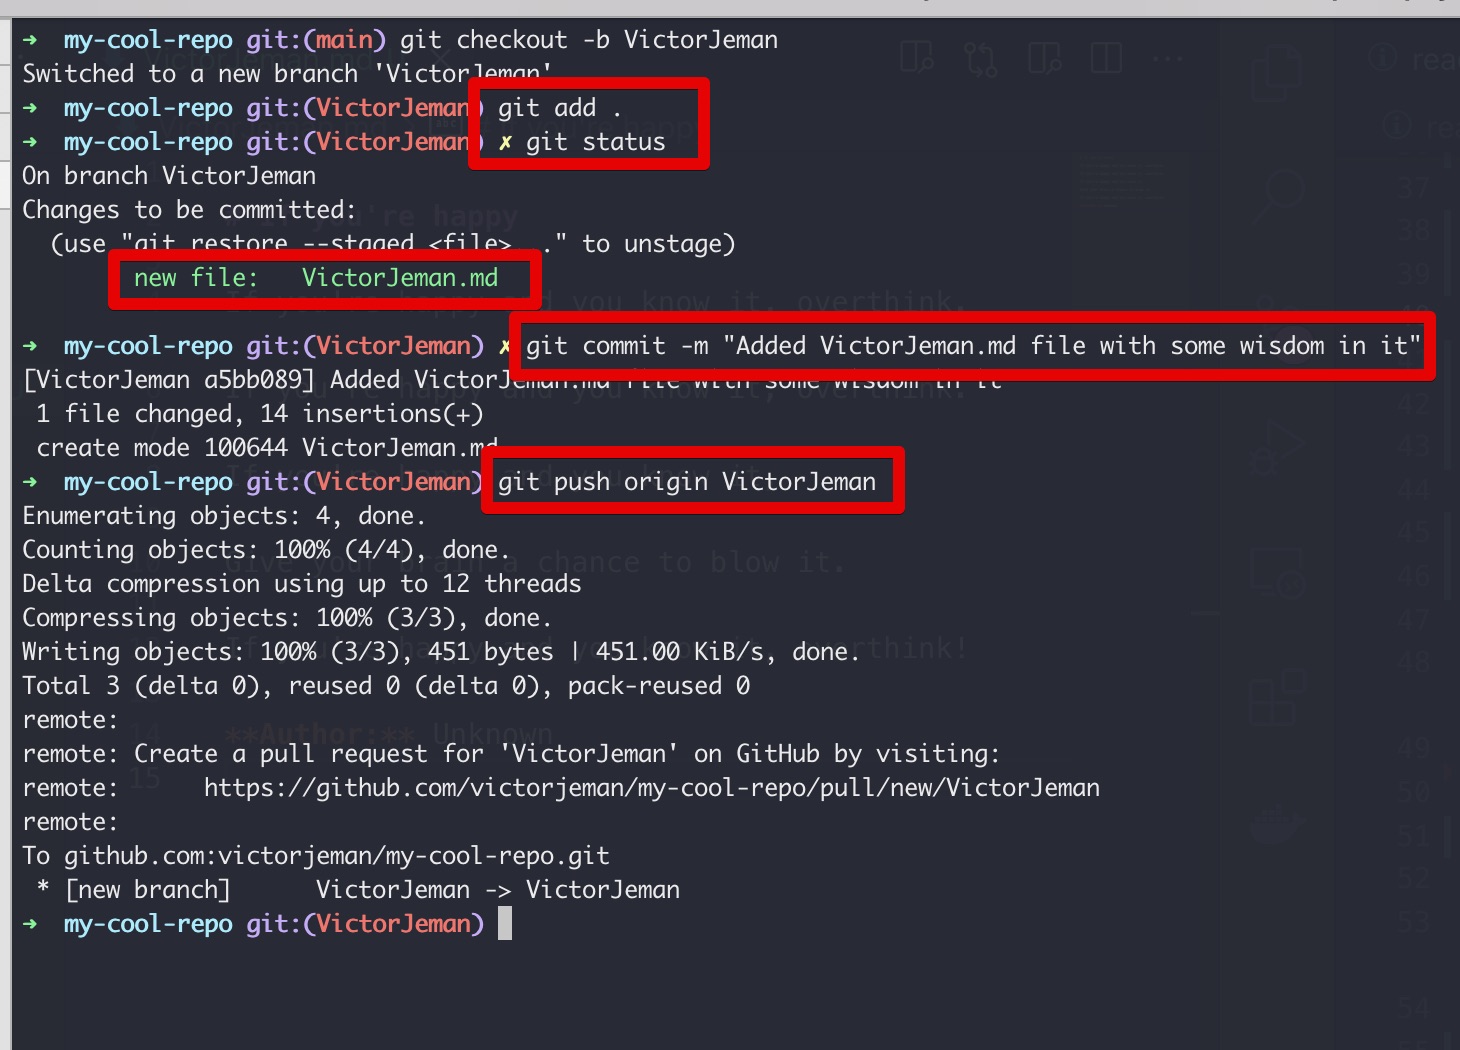 ➜  my-cool-repo git:(main) git checkout -b VictorJeman
Switched to a new branch 'VictorJeman'
➜  my-cool-repo git:(VictorJeman) git add .
➜  my-cool-repo git:(VictorJeman) ✗ git status
On branch VictorJeman
Changes to be committed:
  (use "git restore --staged <file>..." to unstage)
        new file:   VictorJeman.md
➜  my-cool-repo git:(VictorJeman) ✗ git commit -m "Added VictorJeman.md file with some wisdom in it"
[VictorJeman a5bb089] Added VictorJeman.md file with some wisdom in it
 1 file changed, 14 insertions(+)
 create mode 100644 VictorJeman.md
➜  my-cool-repo git:(VictorJeman) git push origin VictorJeman
Enumerating objects: 4, done.
Counting objects: 100% (4/4), done.
Delta compression using up to 12 threads
Compressing objects: 100% (3/3), done.
Writing objects: 100% (3/3), 451 bytes | 451.00 KiB/s, done.
Total 3 (delta 0), reused 0 (delta 0), pack-reused 0
remote:
remote: Create a pull request for 'VictorJeman' on GitHub by visiting:
remote:      https://github.com/victorjeman/my-cool-repo/pull/new/VictorJeman
remote:
To github.com:victorjeman/my-cool-repo.git
 * [new branch]      VictorJeman -> VictorJeman
➜  my-cool-repo git:(VictorJeman)